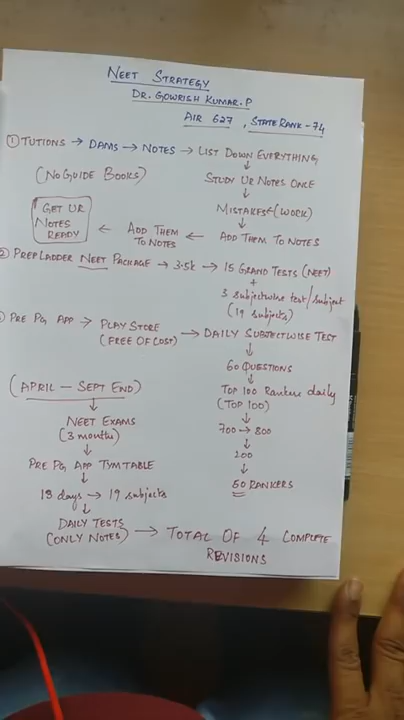 NEET STRATEGY
DR. GOWRISH KUMAR. P
AIR 627, STATE RANK - 74
① TUTIONS → DAMS → NOTES → LIST DOWN EVERYTHING
(NO GUIDE BOOKS)
↓
STUDY UR NOTES ONCE
↓
MISTAKES ← (WORK)
↓
GET UR NOTES READY ← ADD THEM TO NOTES ← ADD THEM TO NOTES
② PREPLADDER NEET PACKAGE → 3.5k → 15 GRAND TESTS (NEET)
+
3 subjectwise test/subject
(19 subjects)
PRE PG APP → PLAY STORE → DAILY SUBJECTWISE TEST
(FREE OF COST)
↓
60 QUESTIONS
↓
TOP 100 Rankers daily
(TOP 100)
↓
700 → 800
↓
200
↓
50 RANKERS
(APRIL - SEPT END)
↓
NEET EXAMS
(3 months)
↓
PRE PG APP TYMTABLE
↓
18 days → 19 subjects
↓
DAILY TESTS → TOTAL OF 4 COMPLETE
(ONLY NOTES) REVISIONS